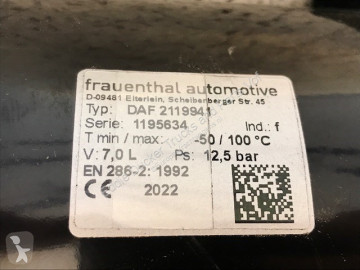 frauenthal automotive
D-09481 Elterlein, Scheibenberger Str. 45
Typ: DAF 2119941
Serie: 1195634 Ind.: f
T min / max: -50 / 100 °C
V: 7,0 L Ps: 12,5 bar
EN 286-2: 1992
CE 2022